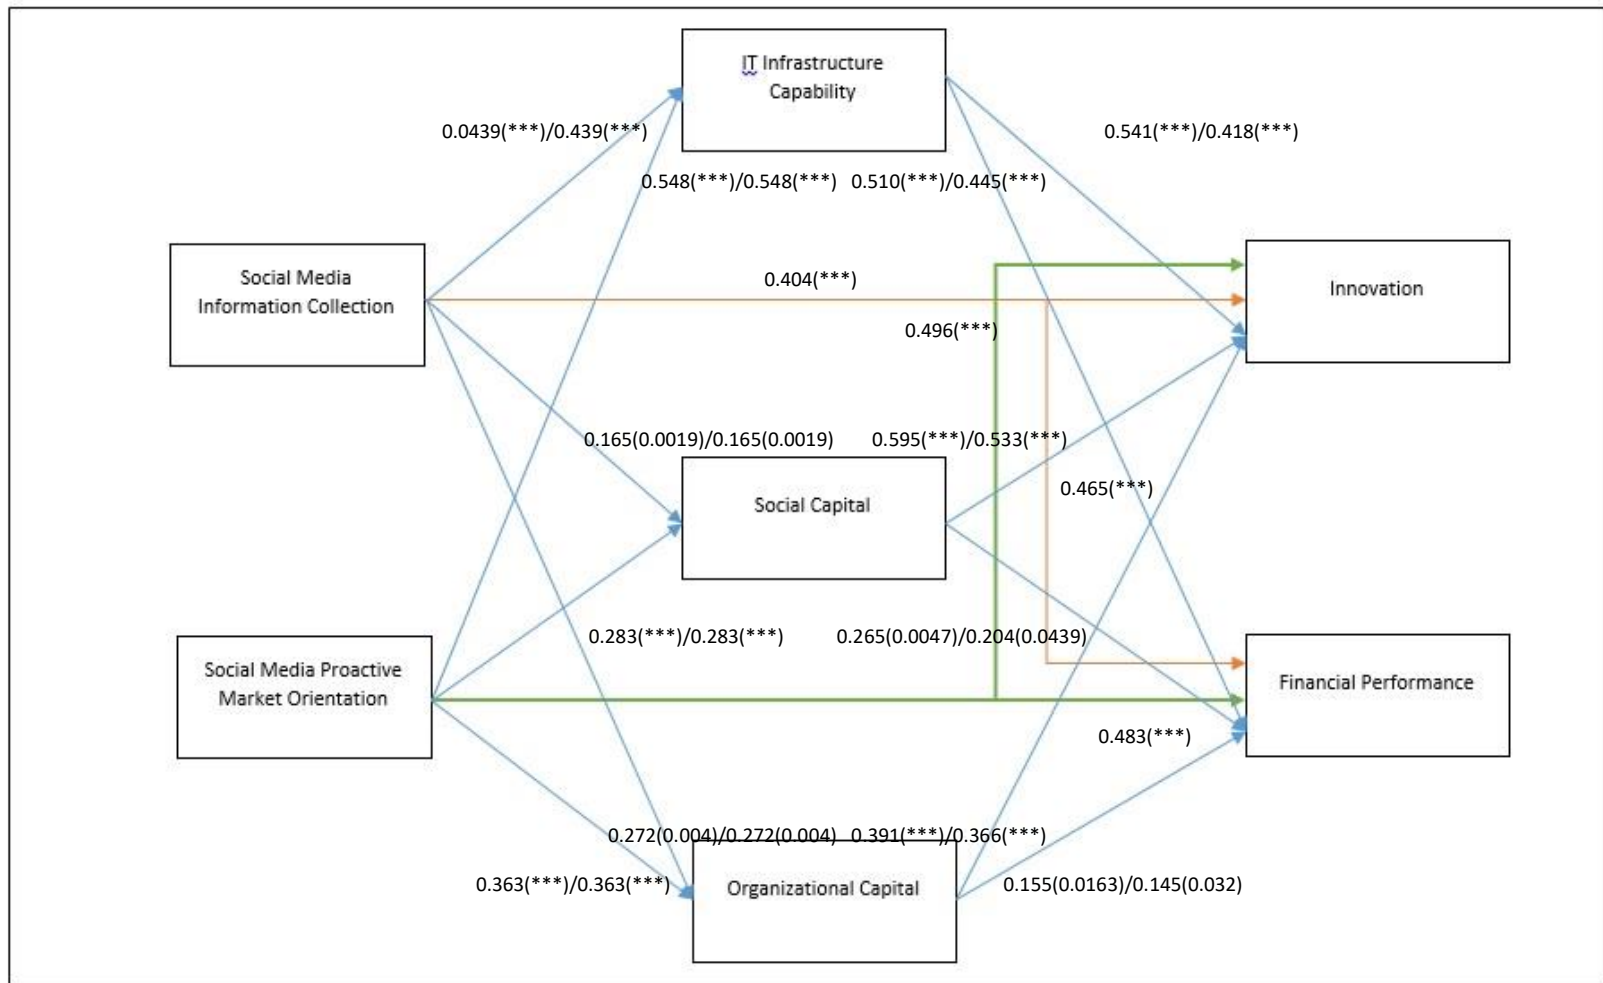 IT Infrastructure
Capability
0.0439(***)/0.439(***)
0.541(***)/0.418(***)
0.548(***)/0.548(***)
0.510(***)/0.445(***)
Social Media
Information Collection
0.404(***)
Innovation
0.496(***)
0.165(0.0019)/0.165(0.0019)
0.595(***)/0.533(***)
0.465(***)
Social Capital
0.283(***)/0.283(***)
0.265(0.0047)/0.204(0.0439)
Social Media Proactive
Market Orientation
Financial Performance
0.483(***)
0.272(0.004)/0.272(0.004)
0.391(***)/0.366(***)
0.363(***)/0.363(***)
Organizational Capital
0.155(0.0163)/0.145(0.032)